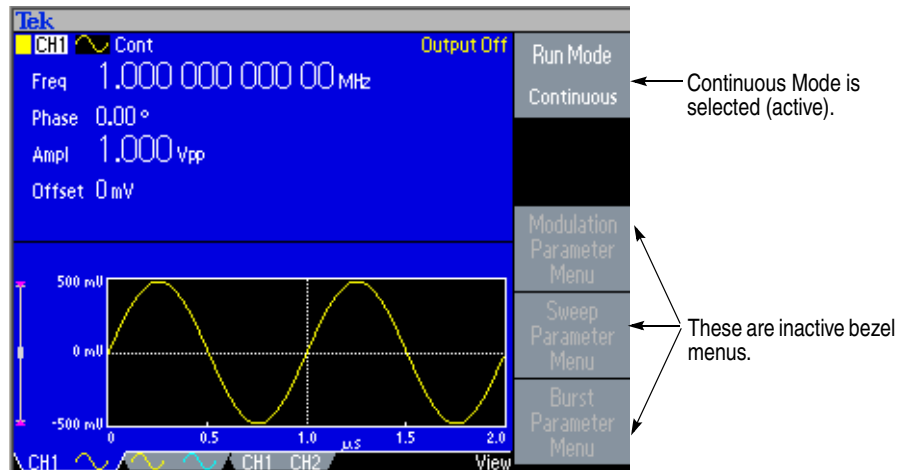 Tek
CH1 Cont Output Off
Freq 1.000 000 000 00 MHz
Phase 0.00 °
Ampl 1.000 Vpp
Offset 0 mV
Run Mode
Continuous
Continuous Mode is
selected (active).
Modulation
Parameter
Menu
Sweep
Parameter
Menu
Burst
Parameter
Menu
These are inactive bezel
menus.
500 mV
0 mV
-500 mV
0 0.5 1.0 µs 1.5 2.0
CH1 CH1 CH2 View